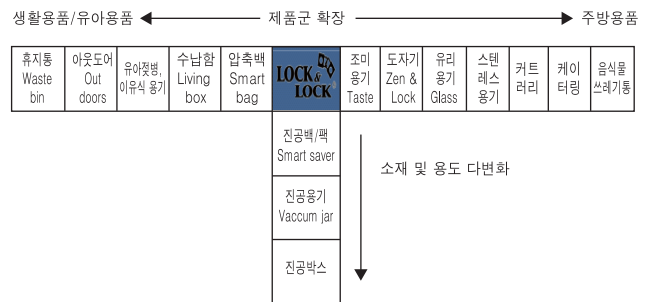 생활용품/유아용품 제품군 확장 주방용품
휴지통
Waste
bin
아웃도어
Out
doors
유아젖병,
이유식 용기
수납함
Living
box
압축백
Smart
bag
LOCK &
LOCK
조미
용기
Taste
도자기
Zen &
Lock
유리
용기
Glass
스텐
레스
용기
커트
러리
케이
터링
음식물
쓰레기통
진공백/팩
Smart saver
소재 및 용도 다변화
진공용기
Vaccum jar
진공박스